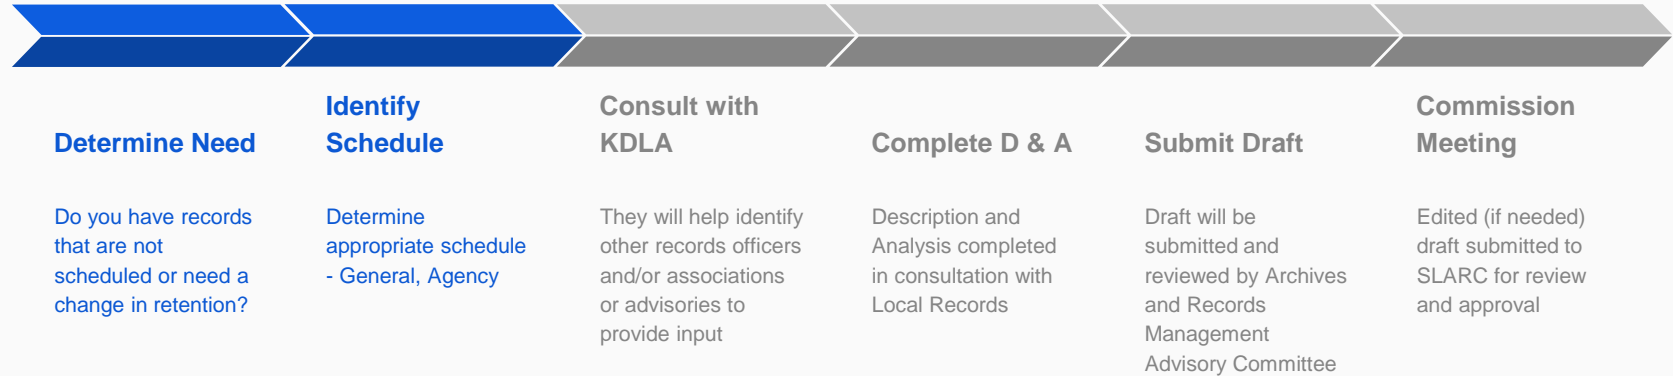 Determine Need
Do you have records
that are not
scheduled or need a
change in retention?
Identify
Schedule
Determine
appropriate schedule
- General, Agency
Consult with
KDLA
They will help identify
other records officers
and/or associations
or advisories to
provide input
Complete D & A
Description and
Analysis completed
in consultation with
Local Records
Submit Draft
Draft will be
submitted and
reviewed by Archives
and Records
Management
Advisory Committee
Commission
Meeting
Edited (if needed)
draft submitted to
SLARC for review
and approval